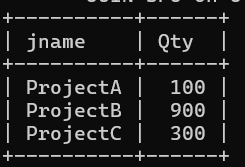 | jname | Qty |
| ProjectA | 100 |
| ProjectB | 900 |
| ProjectC | 300 |